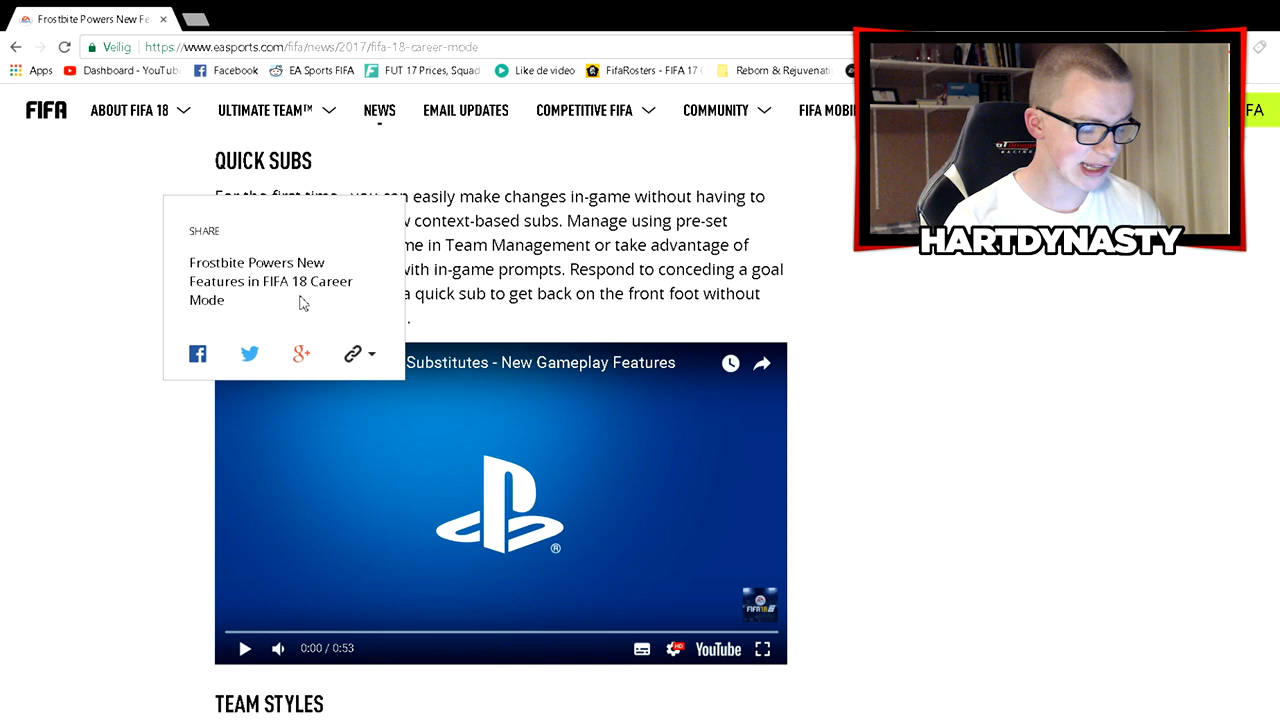 Frostbite Powers New Fe
Veilig
https://www.easports.com/fifa/news/2017/fifa-18-career-mode
Apps
Dashboard - YouTub
Facebook
EA Sports FIFA
FUT 17 Prices, Squad
Like de video
FifaRosters - FIFA 17
Reborn & Rejuvenati
FIFA
ABOUT FIFA 18
ULTIMATE TEAM™
NEWS
EMAIL UPDATES
COMPETITIVE FIFA
COMMUNITY
FIFA MOBI
FA
HARTDYNASTY
QUICK SUBS
For the first time, you can easily make changes in-game without having to
w context-based subs. Manage using pre-set
me in Team Management or take advantage of
with in-game prompts. Respond to conceding a goal
a quick sub to get back on the front foot without
.
SHARE
Frostbite Powers New
Features in FIFA 18 Career
Mode
Substitutes - New Gameplay Features
FIFA 18
0:00 / 0:53
HD
YouTube
TEAM STYLES